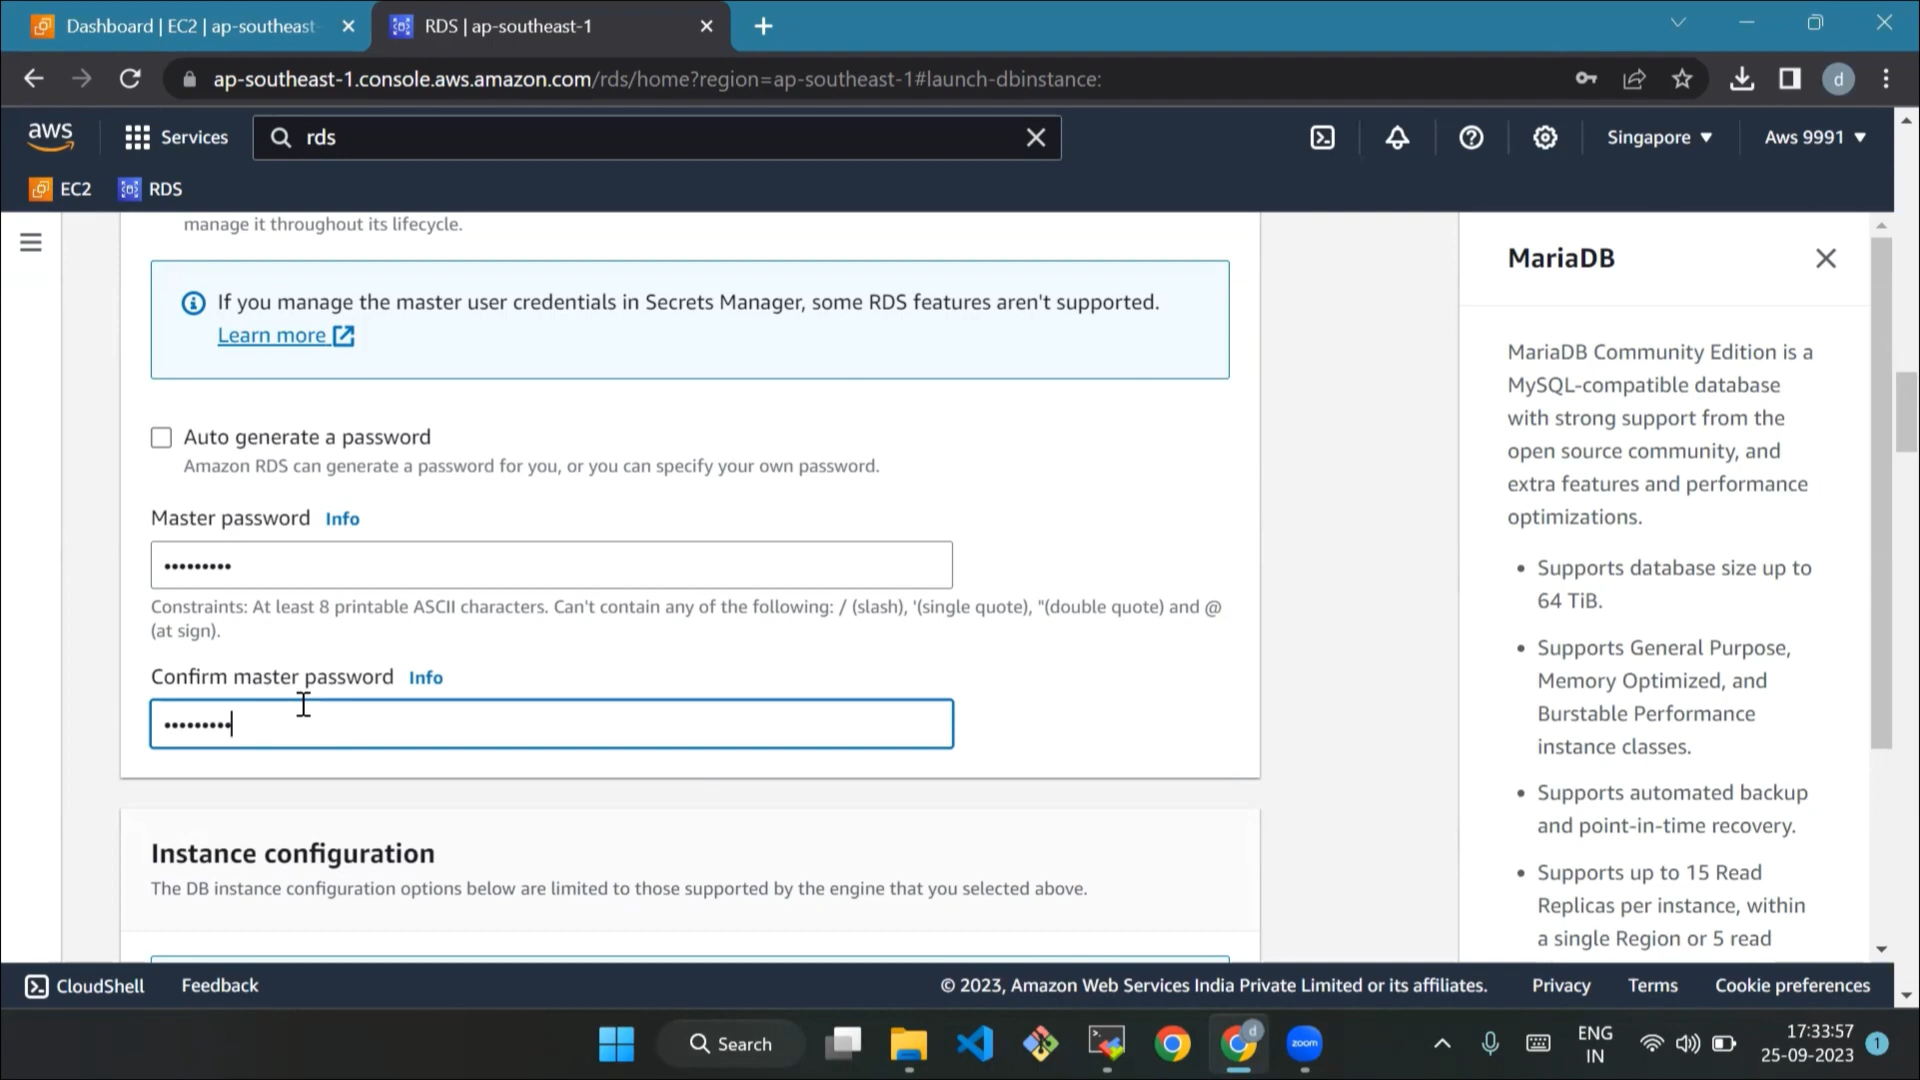 Dashboard | EC2 | ap-southeast
RDS | ap-southeast-1
ap-southeast-1.console.aws.amazon.com/rds/home?region=ap-southeast-1#launch-dbinstance:
d
aws
Services
rds
Singapore
Aws 9991
EC2
RDS
manage it throughout its lifecycle.
If you manage the master user credentials in Secrets Manager, some RDS features aren't supported.
Learn more
Auto generate a password
Amazon RDS can generate a password for you, or you can specify your own password.
Master password Info
•••••••••
Constraints: At least 8 printable ASCII characters. Can't contain any of the following: / (slash), '(single quote), "(double quote) and @
(at sign).
Confirm master password Info
•••••••••
Instance configuration
The DB instance configuration options below are limited to those supported by the engine that you selected above.
MariaDB
MariaDB Community Edition is a
MySQL-compatible database
with strong support from the
open source community, and
extra features and performance
optimizations.
• Supports database size up to
64 TiB.
• Supports General Purpose,
Memory Optimized, and
Burstable Performance
instance classes.
• Supports automated backup
and point-in-time recovery.
• Supports up to 15 Read
Replicas per instance, within
a single Region or 5 read
CloudShell
Feedback
© 2023, Amazon Web Services India Private Limited or its affiliates.
Privacy
Terms
Cookie preferences
Search
d
zoom
ENG
IN
17:33:57
25-09-2023
1